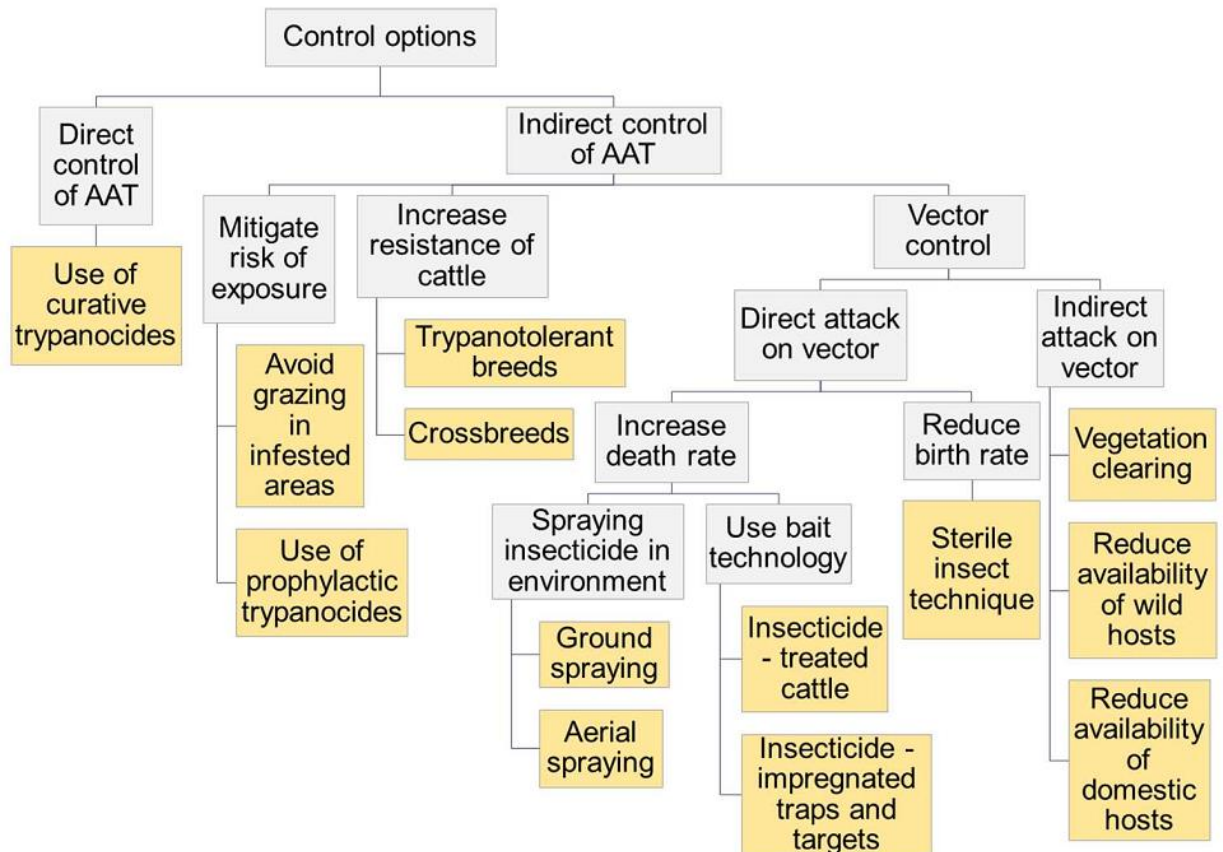 Control options
Direct
control
of AAT
Indirect control
of AAT
Use of
curative
trypanocides
Mitigate
risk of
exposure
Increase
resistance of
cattle
Vector
control
Avoid
grazing
in
infested
areas
Use of
prophylactic
trypanocides
Trypanotolerant
breeds
Crossbreeds
Direct attack
on vector
Indirect
attack on
vector
Increase
death rate
Reduce
birth rate
Spraying
insecticide in
environment
Use bait
technology
Ground
spraying
Aerial
spraying
Insecticide
- treated
cattle
Insecticide -
impregnated
traps and
targets
Sterile
insect
technique
Vegetation
clearing
Reduce
availability
of wild
hosts
Reduce
availability
of
domestic
hosts